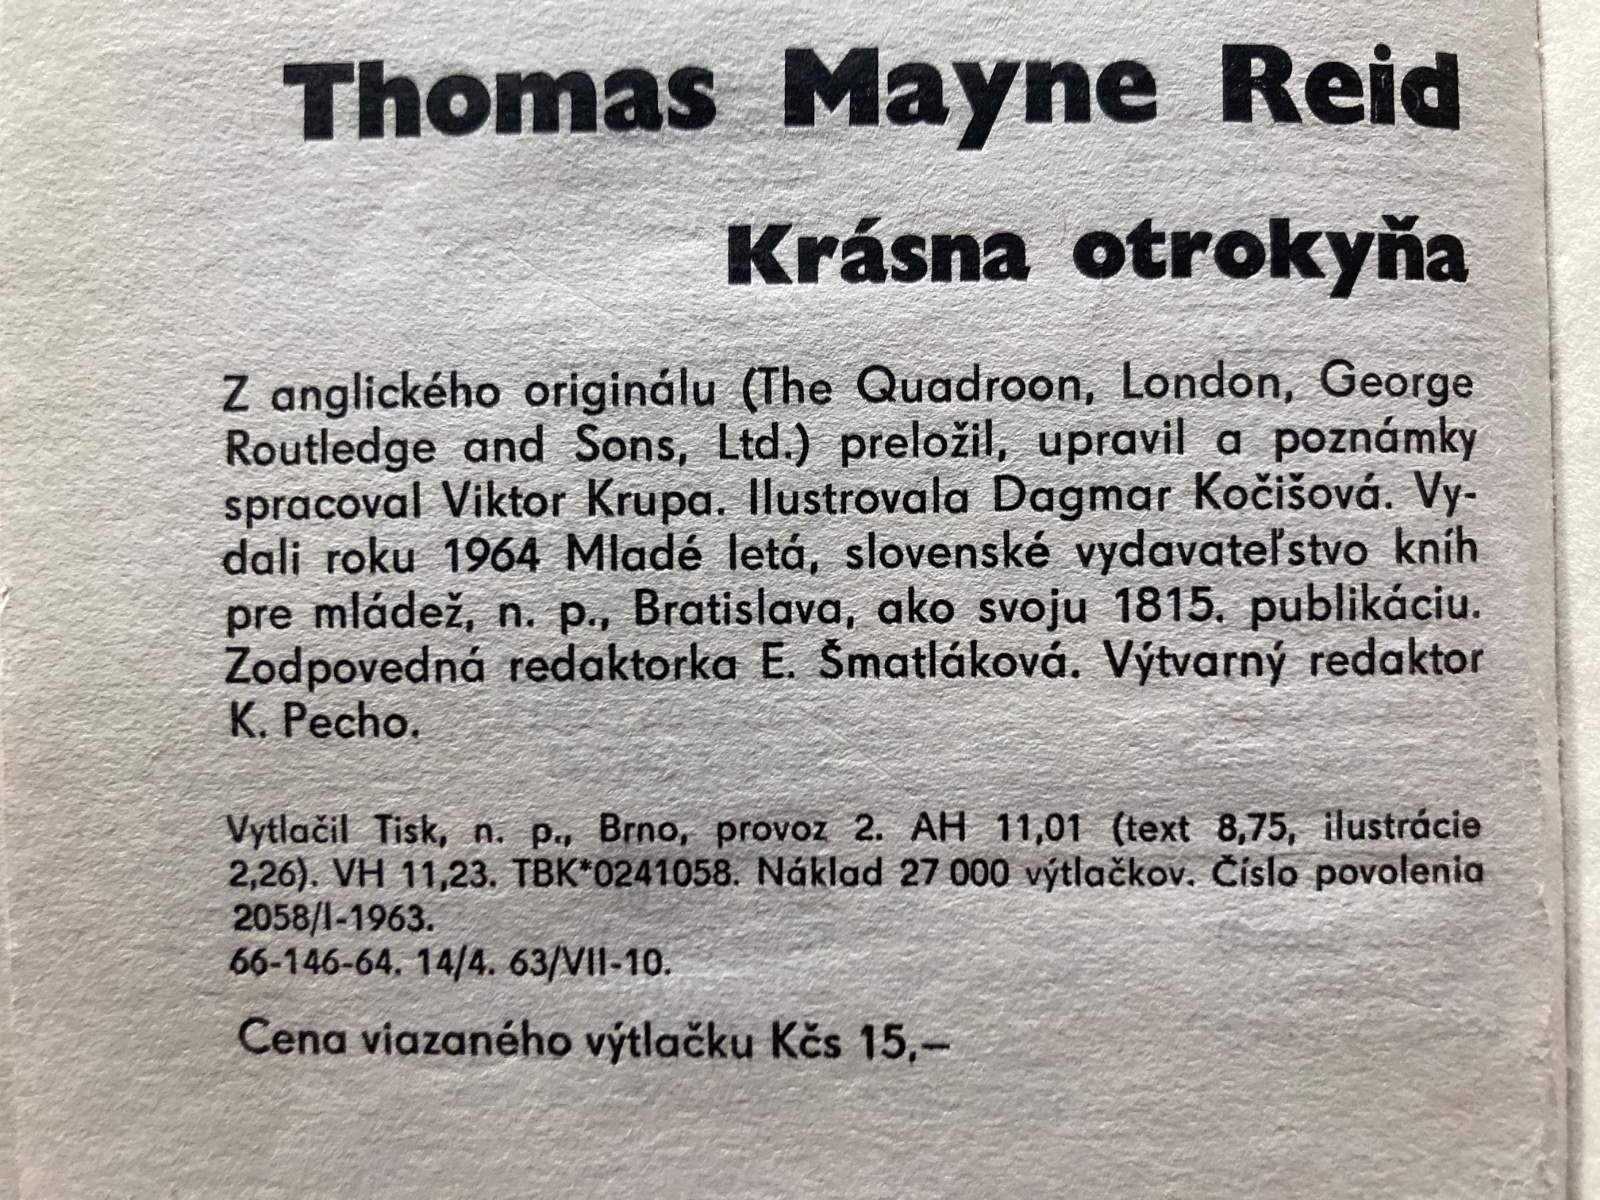 Thomas Mayne Reid
Krásna otrokyňa
Z anglického originálu (The Quadroon, London, George
Routledge and Sons, Ltd.) preložil, upravil a poznámky
spracoval Viktor Krupa. Ilustrovala Dagmar Kočišová. Vy-
dali roku 1964 Mladé letá, slovenské vydavateľstvo kníh
pre mládež, n. p., Bratislava, ako svoju 1815. publikáciu.
Zodpovedná redaktorka E. Šmatláková. Výtvarný redaktor
K. Pecho.
Vytlačil Tisk, n. p., Brno, provoz 2. AH 11,01 (text 8,75, ilustrácie
2,26). VH 11,23. TBK*0241058. Náklad 27 000 výtlačkov. Číslo povolenia
2058/I-1963.
66-146-64. 14/4. 63/VII-10.
Cena viazaného výtlačku Kčs 15,–